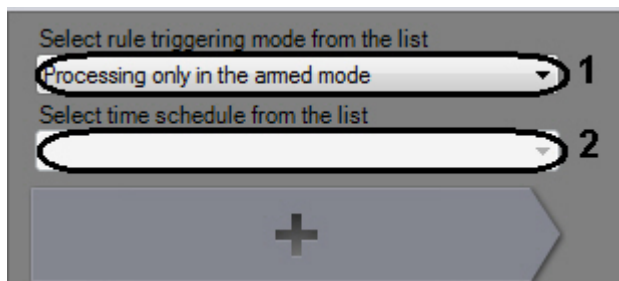 Select rule triggering mode from the list
Processing only in the armed mode 1
Select time schedule from the list
2